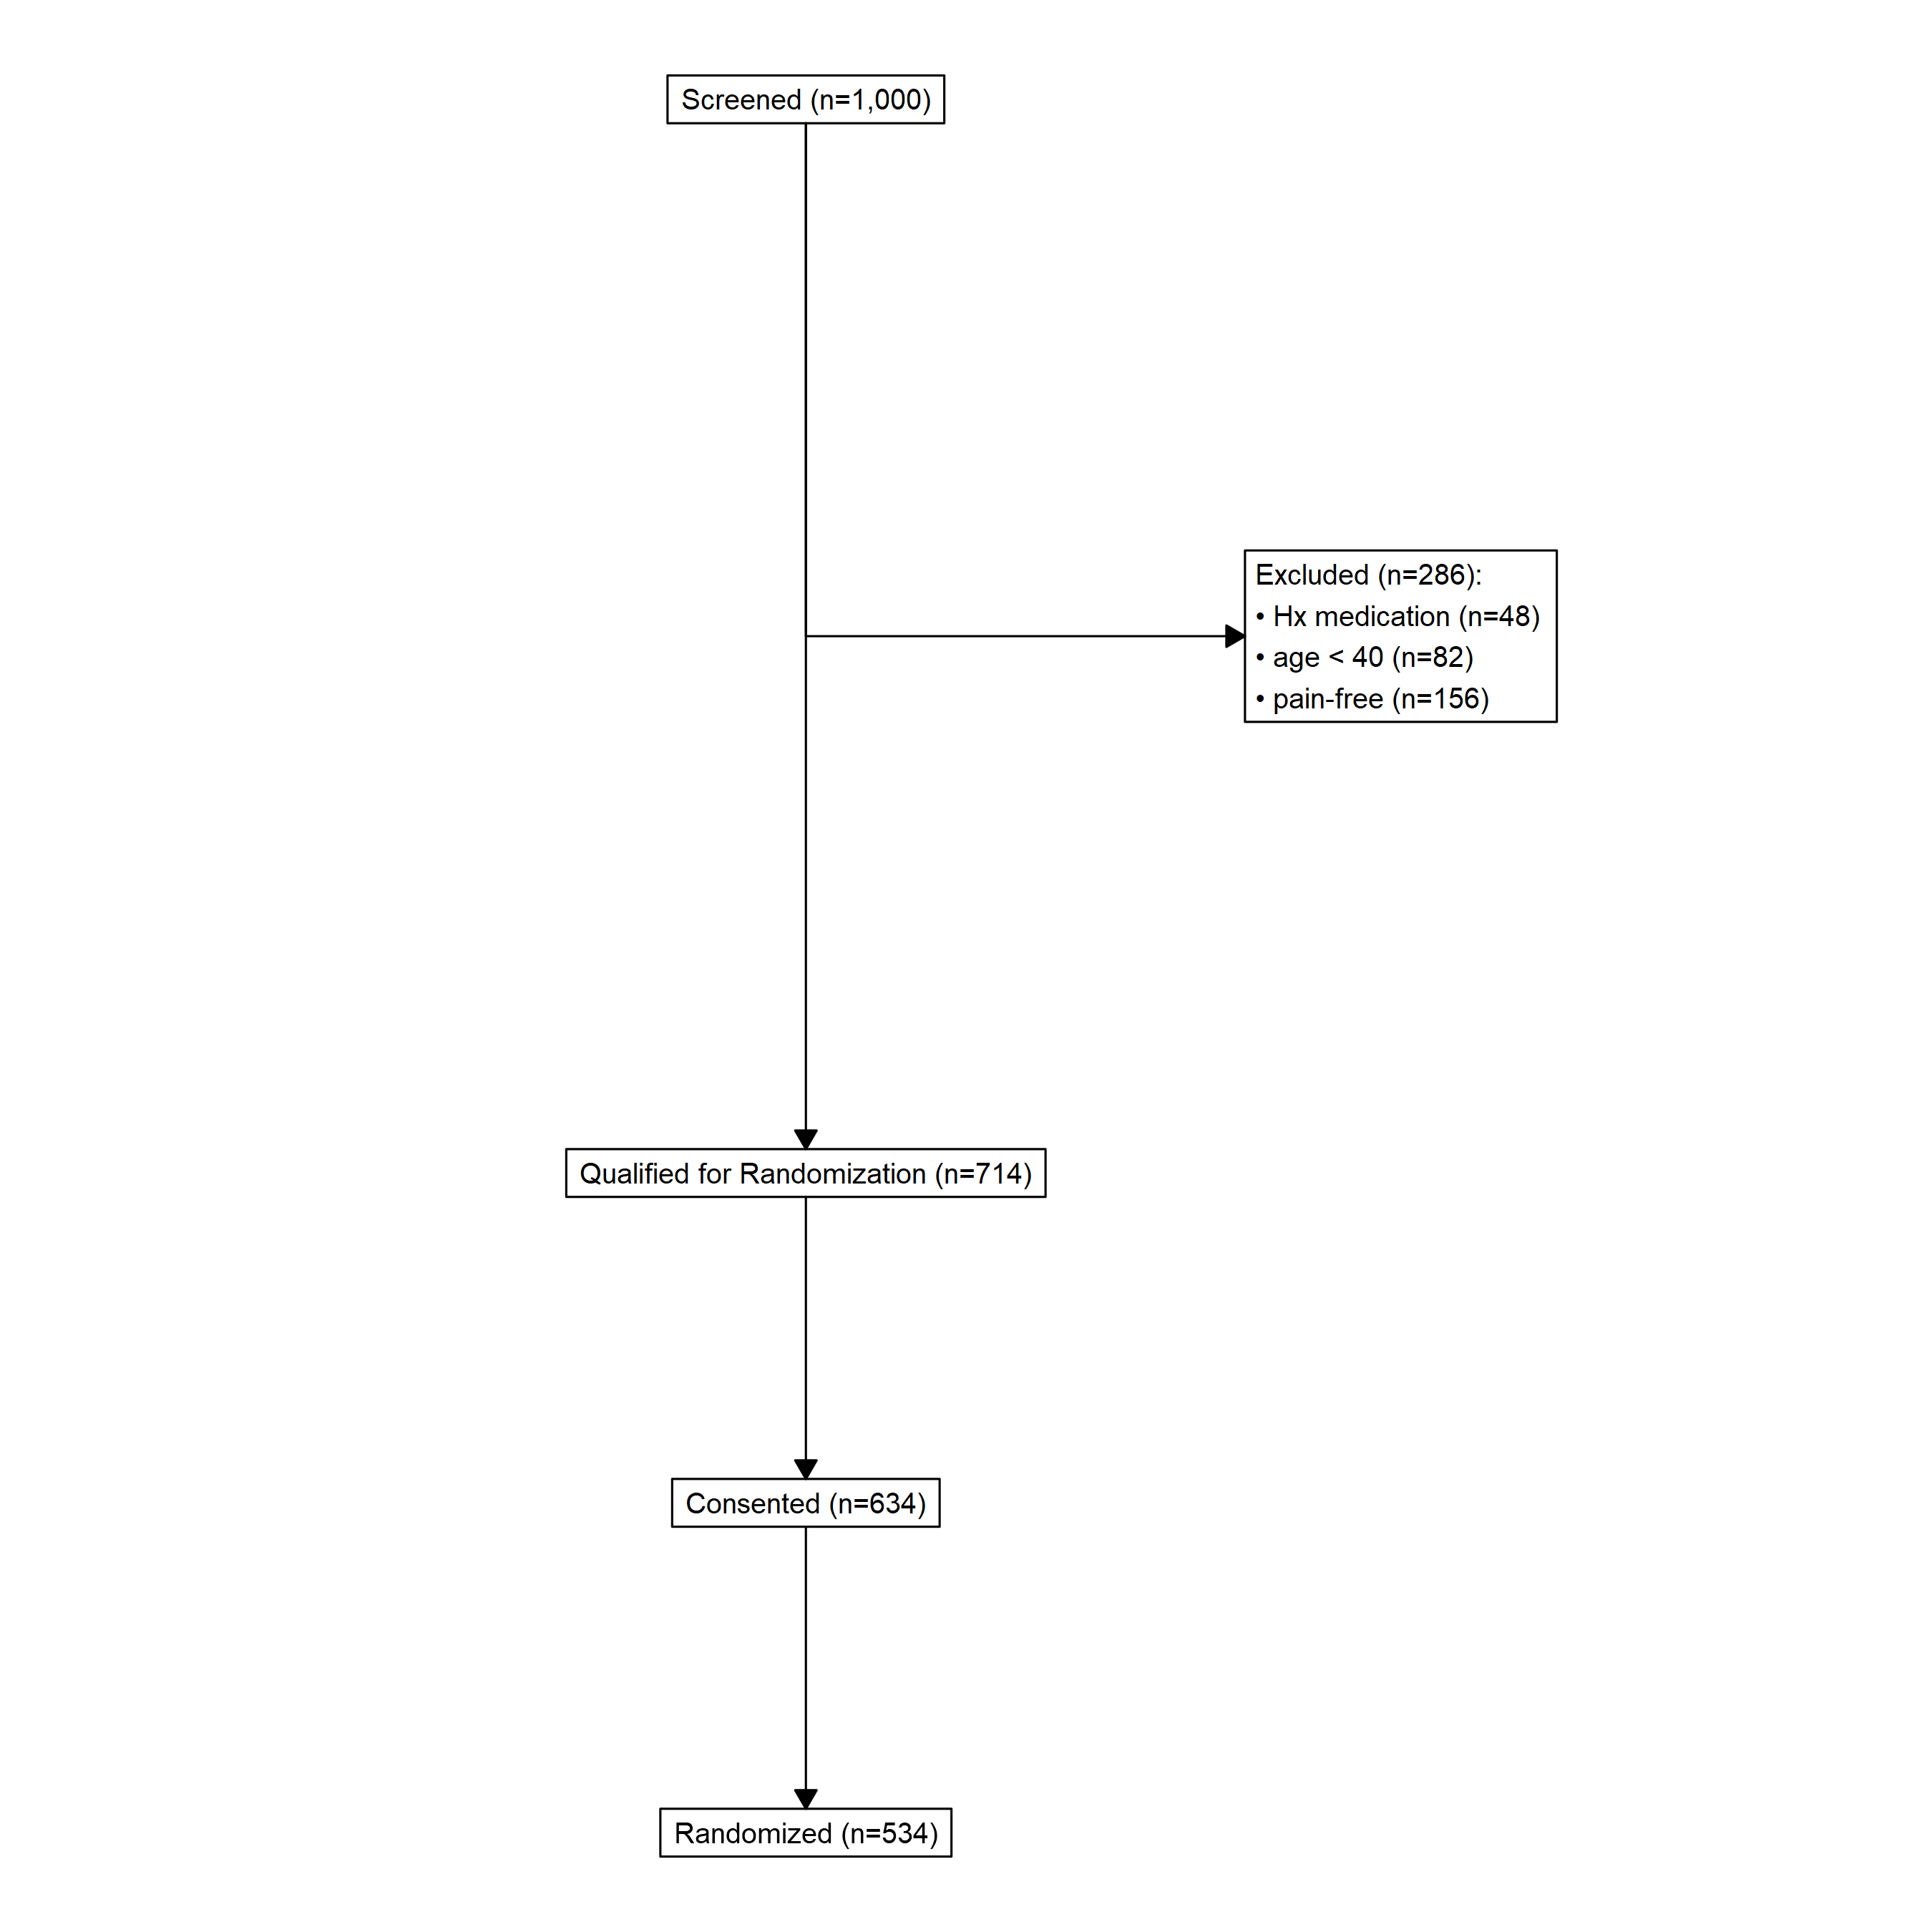 Screened (n=1,000)
Excluded (n=286):
• Hx medication (n=48)
• age < 40 (n=82)
• pain-free (n=156)
Qualified for Randomization (n=714)
Consented (n=634)
Randomized (n=534)